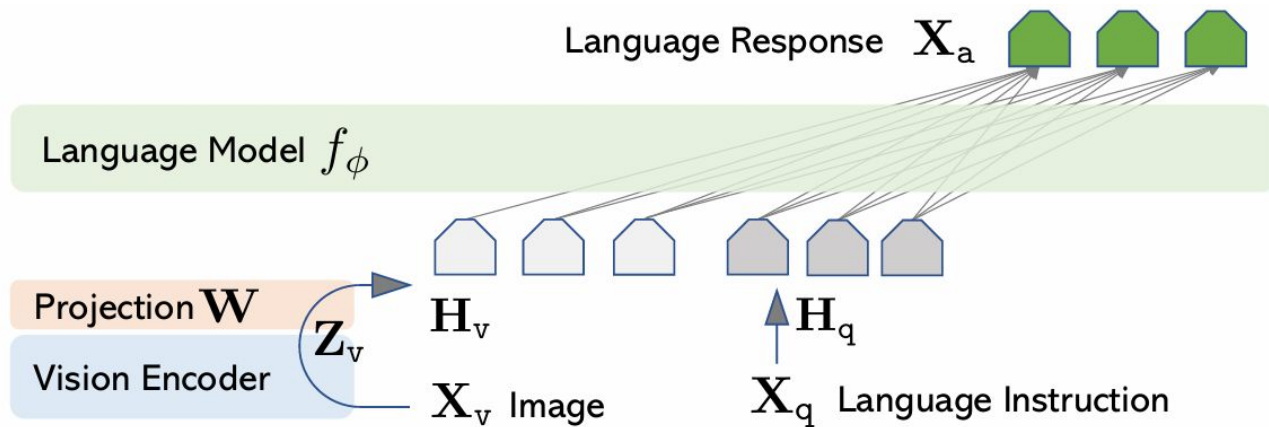 Language Response X_a
Language Model f_ϕ
Projection W
Z_v
H_v
H_q
Vision Encoder
X_v Image
X_q Language Instruction